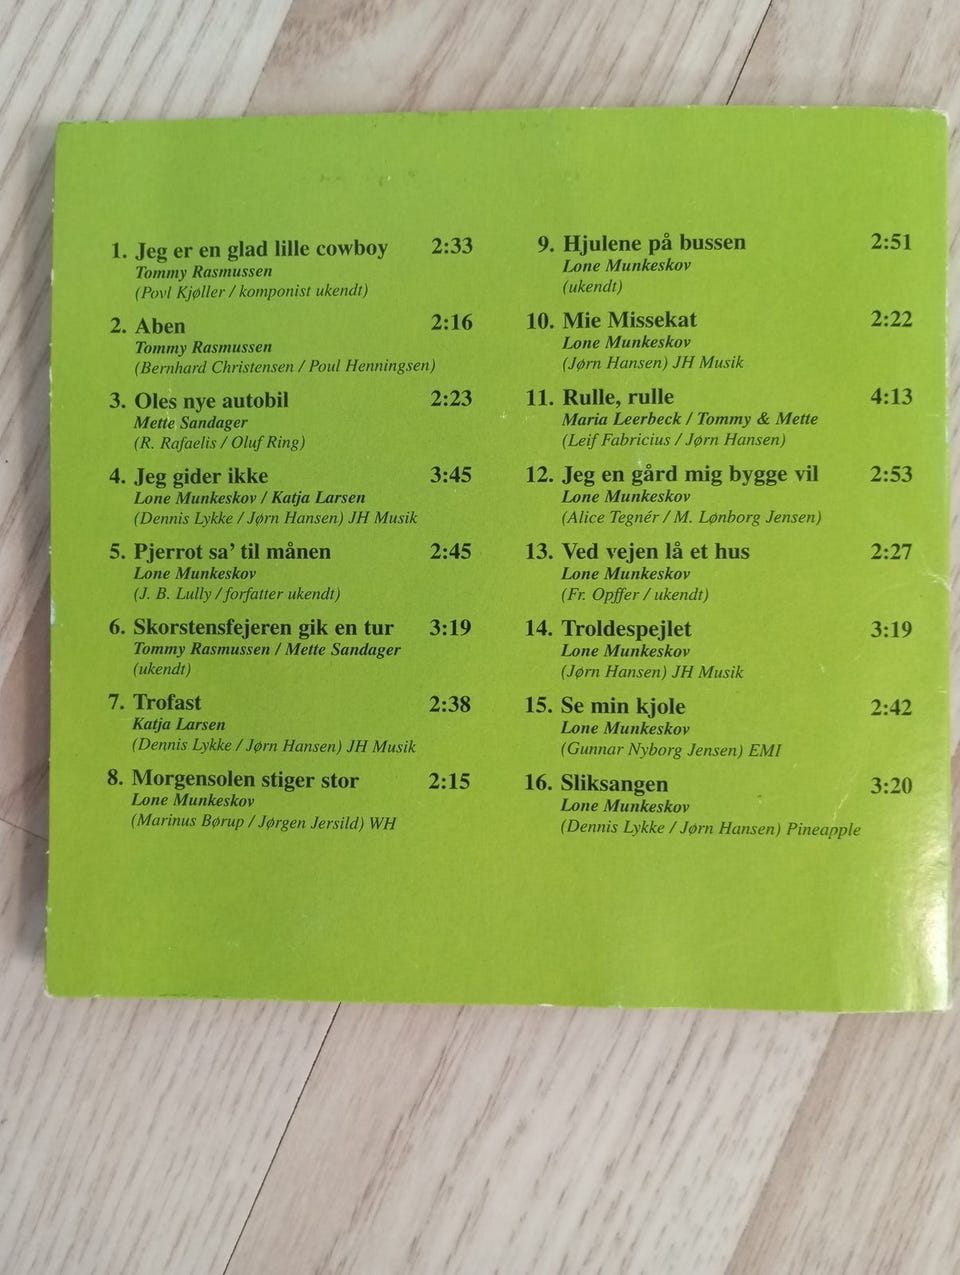 1. Jeg er en glad lille cowboy 2:33
Tommy Rasmussen
(Povl Kjøller / komponist ukendt)
2. Aben 2:16
Tommy Rasmussen
(Bernhard Christensen / Poul Henningsen)
3. Oles nye autobil 2:23
Mette Sandager
(R. Rafaelis / Oluf Ring)
4. Jeg gider ikke 3:45
Lone Munkeskov / Katja Larsen
(Dennis Lykke / Jørn Hansen) JH Musik
5. Pjerrot sa’ til månen 2:45
Lone Munkeskov
(J. B. Lully / forfatter ukendt)
6. Skorstensfejeren gik en tur 3:19
Tommy Rasmussen / Mette Sandager
(ukendt)
7. Trofast 2:38
Katja Larsen
(Dennis Lykke / Jørn Hansen) JH Musik
8. Morgensolen stiger stor 2:15
Lone Munkeskov
(Marinus Børup / Jørgen Jersild) WH
9. Hjulene på bussen 2:51
Lone Munkeskov
(ukendt)
10. Mie Missekat 2:22
Lone Munkeskov
(Jørn Hansen) JH Musik
11. Rulle, rulle 4:13
Maria Leerbeck / Tommy & Mette
(Leif Fabricius / Jørn Hansen)
12. Jeg en gård mig bygge vil 2:53
Lone Munkeskov
(Alice Tegnér / M. Lønborg Jensen)
13. Ved vejen lå et hus 2:27
Lone Munkeskov
(Fr. Opffer / ukendt)
14. Troldespejlet 3:19
Lone Munkeskov
(Jørn Hansen) JH Musik
15. Se min kjole 2:42
Lone Munkeskov
(Gunnar Nyborg Jensen) EMI
16. Sliksangen 3:20
Lone Munkeskov
(Dennis Lykke / Jørn Hansen) Pineapple